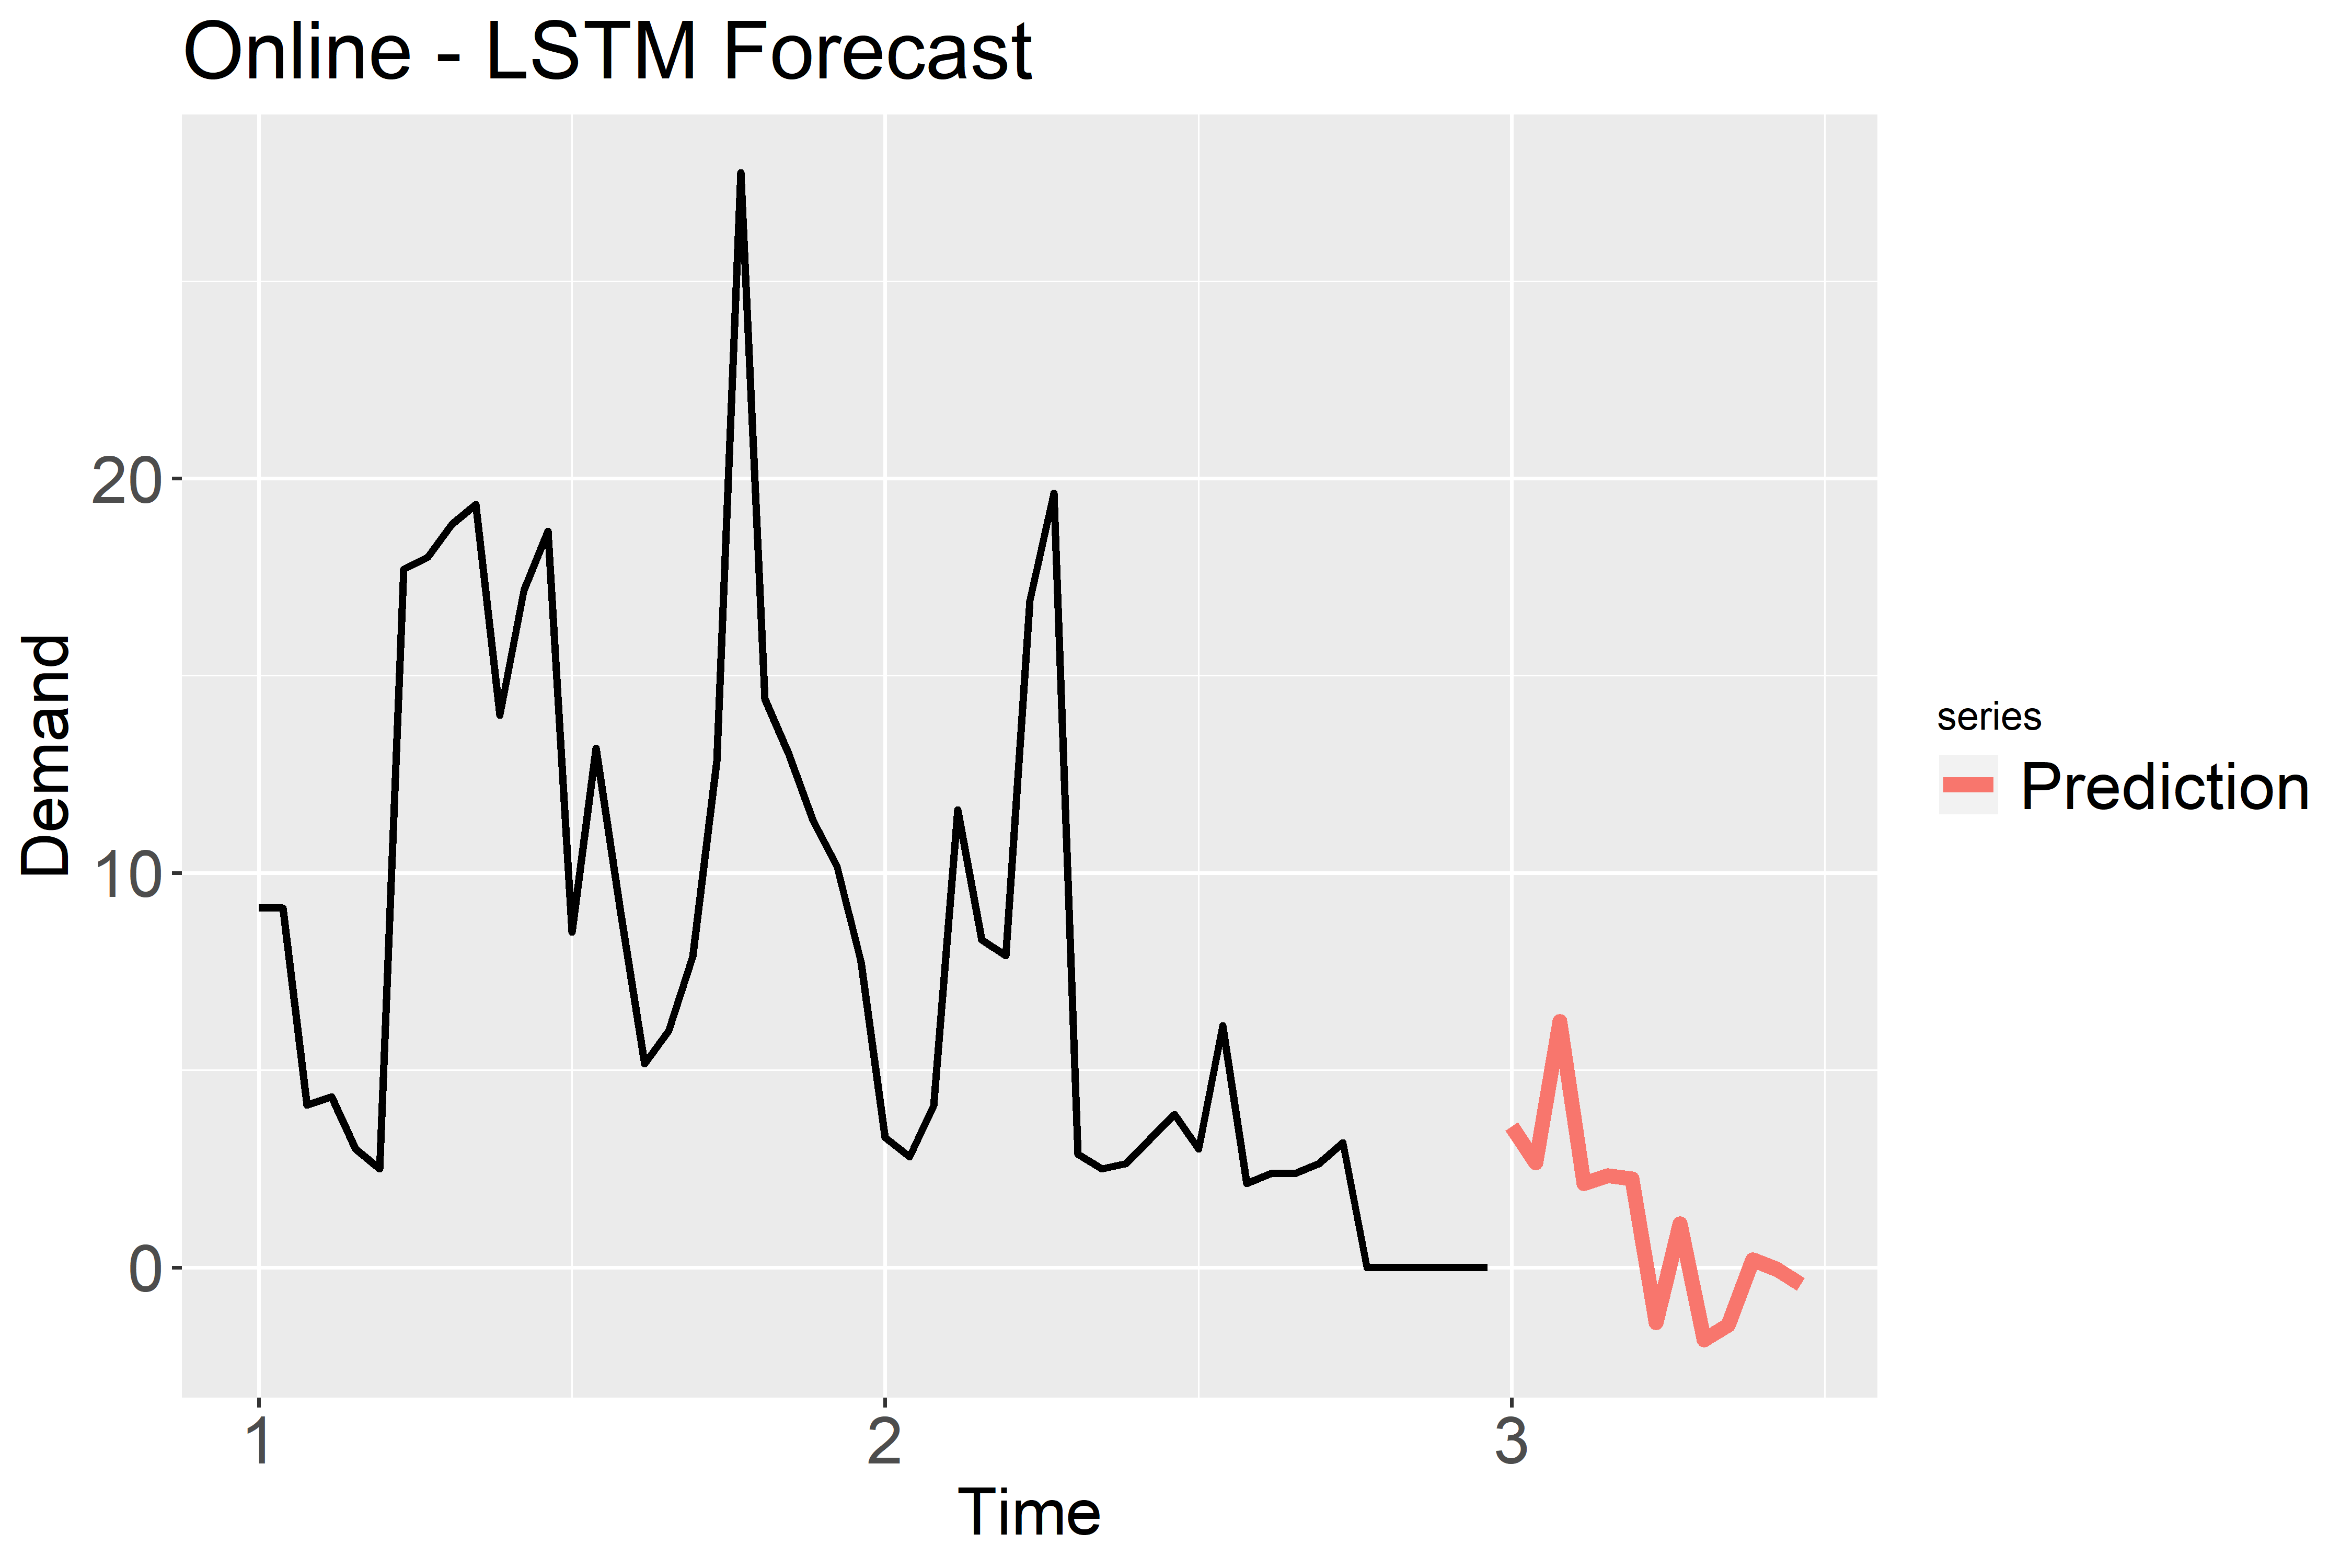 Online - LSTM Forecast
Demand
20
10
0
1 2 3
Time
series
Prediction